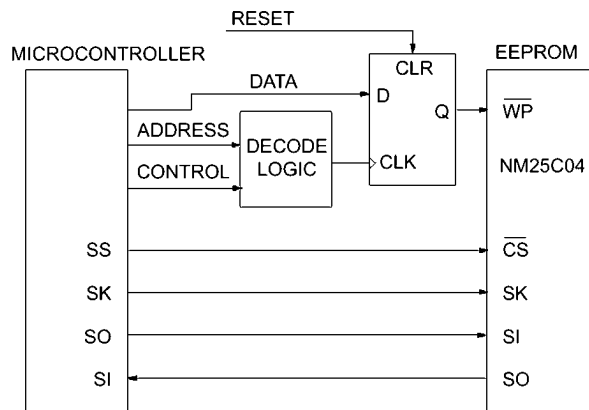 RESET
MICROCONTROLLER
EEPROM
CLR
DATA
D
Q
WP
ADDRESS
DECODE
LOGIC
CLK
NM25C04
CONTROL
SS
CS
SK
SK
SO
SI
SI
SO